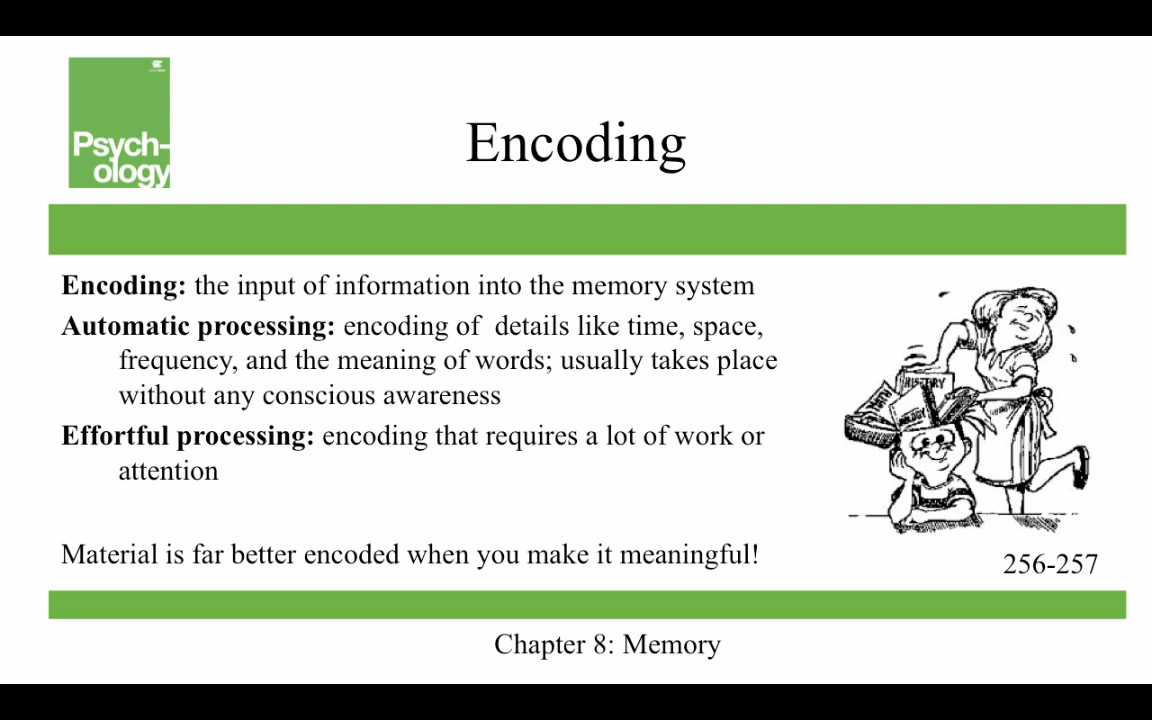 Psych-
ology
Encoding
Encoding: the input of information into the memory system
Automatic processing: encoding of  details like time, space,
frequency, and the meaning of words; usually takes place
without any conscious awareness
Effortful processing: encoding that requires a lot of work or
attention
HISTORY
Material is far better encoded when you make it meaningful!
256-257
Chapter 8: Memory